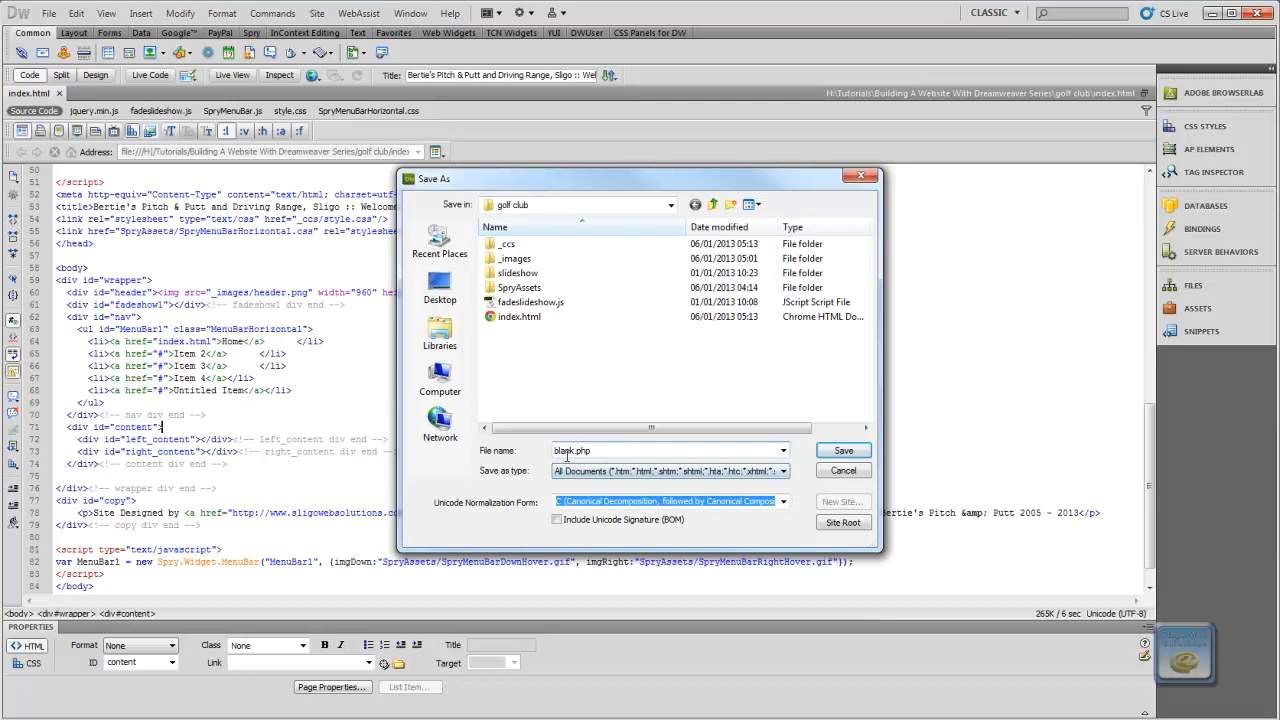 Dw File Edit View Insert Modify Format Commands Site WebAssist Window Help CLASSIC CS Live
Common Layout Forms Data Google™ PayPal Spry InContext Editing Text Favorites Web Widgets TCN Widgets YUI DWUser CSS Panels for DW
Code Split Design Live Code Live View Inspect Title: Bertie's Pitch & Putt and Driving Range, Sligo :: Wel
index.html H:\Tutorials\Building A Website With Dreamweaver Series\golf club\index.html
Source Code jquery.min.js fadeslideshow.js SpryMenuBar.js style.css SpryMenuBarHorizontal.css
Address: file:///H|/Tutorials/Building A Website With Dreamweaver Series/golf club/index
50
51 </script>
52 <meta http-equiv="Content-Type" content="text/html; charset=utf-
53 <title>Bertie's Pitch & Putt and Driving Range, Sligo :: Welcome
54 <link rel="stylesheet" type="text/css" href="_ccs/style.css"/>
55 <link href="SpryAssets/SpryMenuBarHorizontal.css" rel="styleshee
56 </head>
57
58 <body>
59 <div id="wrapper">
60 <div id="header"><img src="_images/header.png" width="960" hei
61 <div id="fadeshow1"></div><!-- fadeshow1 div end -->
62 <div id="nav">
63 <ul id="MenuBar1" class="MenuBarHorizontal">
64 <li><a href="index.html">Home</a> </li>
65 <li><a href="#">Item 2</a> </li>
66 <li><a href="#">Item 3</a> </li>
67 <li><a href="#">Item 4</a></li>
68 <li><a href="#">Untitled Item</a></li>
69 </ul>
70 </div><!-- nav div end -->
71 <div id="content">
72 <div id="left_content"></div><!-- left_content div end -->
73 <div id="right_content"></div><!-- right_content div end -->
74 </div><!-- content div end -->
75
76 </div><!-- wrapper div end -->
77 <div id="copy">
78 <p>Site Designed by <a href="http://www.sligowebsolutions.com" Bertie's Pitch &amp; Putt 2005 - 2013</p>
79 </div><!-- copy div end -->
80
81 <script type="text/javascript">
82 var MenuBar1 = new Spry.Widget.MenuBar("MenuBar1", {imgDown:"SpryAssets/SpryMenuBarDownHover.gif", imgRight:"SpryAssets/SpryMenuBarRightHover.gif"});
83 </script>
84 </body>
<body> <div#wrapper> <div#content> 265K / 6 sec Unicode (UTF-8)
Save As
Save in: golf club
Name Date modified Type
_ccs 06/01/2013 05:13 File folder
_images 06/01/2013 05:01 File folder
slideshow 01/01/2013 10:23 File folder
SpryAssets 06/01/2013 04:14 File folder
fadeslideshow.js 01/01/2013 10:08 JScript Script File
index.html 06/01/2013 05:13 Chrome HTML Do...
Recent Places
Desktop
Libraries
Computer
Network
File name: blank.php Save
Save as type: All Documents (*.htm;*.html;*.shtm;*.shtml;*.hta;*.htc;*.xhtml;*. Cancel
Unicode Normalization Form: C (Canonical Decomposition, followed by Canonical Composi New Site...
Include Unicode Signature (BOM) Site Root
ADOBE BROWSERLAB
CSS STYLES
AP ELEMENTS
TAG INSPECTOR
DATABASES
BINDINGS
SERVER BEHAVIORS
FILES
ASSETS
SNIPPETS
PROPERTIES
HTML Format None Class None B I Title
CSS ID content Link Target
Page Properties... List Item...